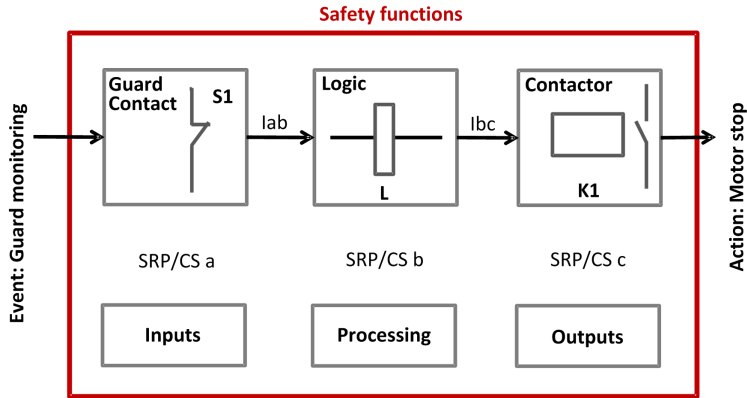 Safety functions
Event: Guard monitoring
Guard
Contact
S1
Iab
Logic
L
Ibc
Contactor
K1
Action: Motor stop
SRP/CS a
SRP/CS b
SRP/CS c
Inputs
Processing
Outputs